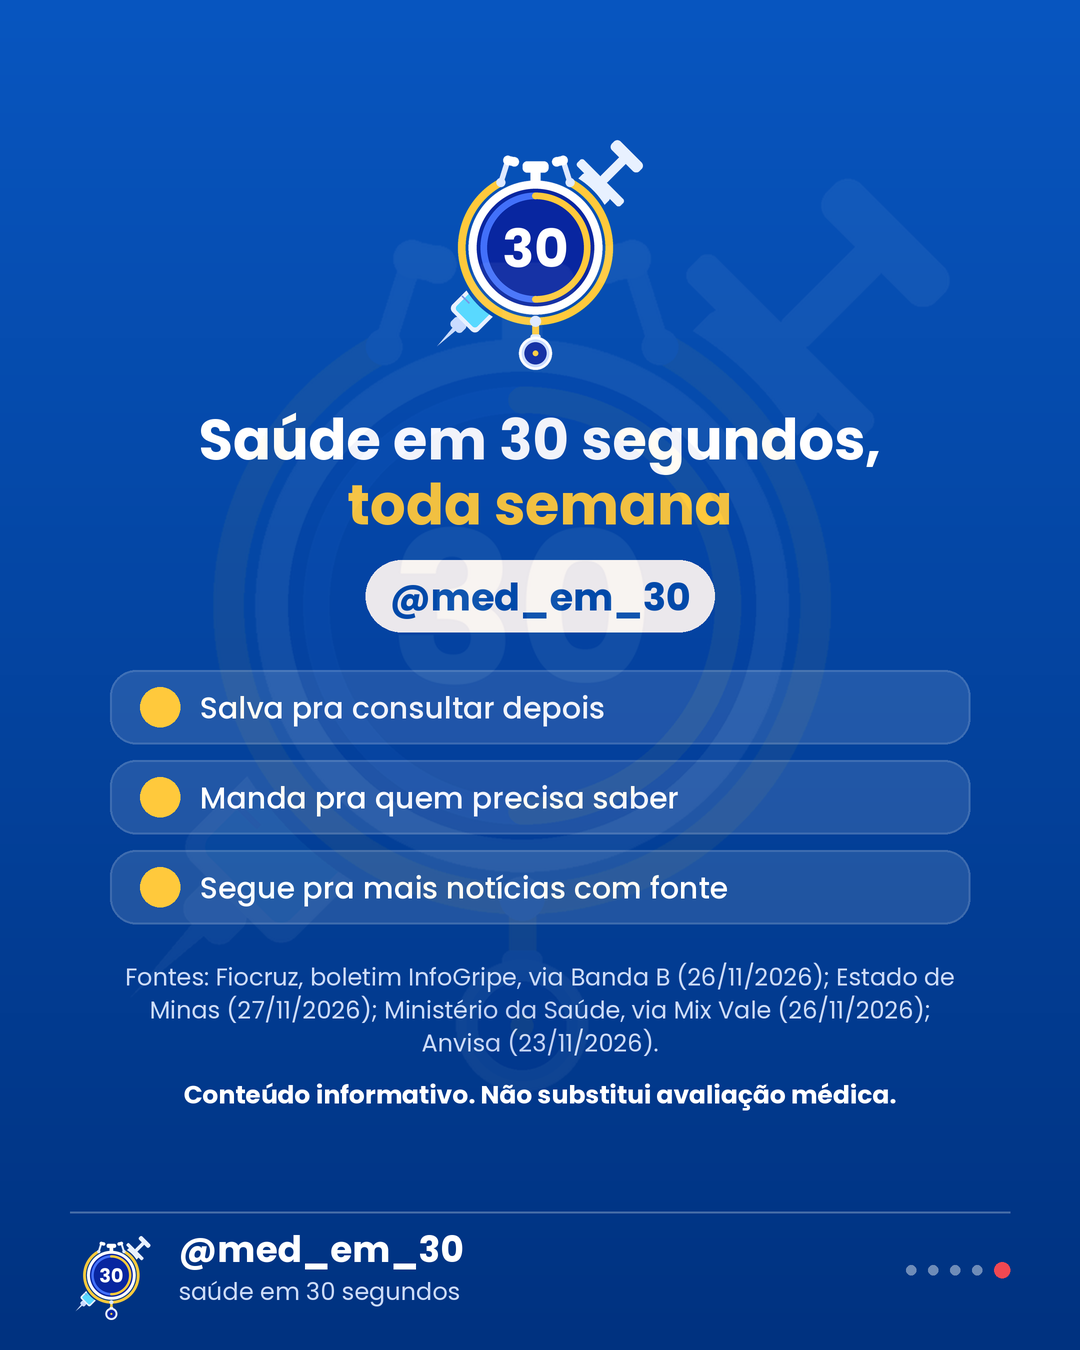 30
Saúde em 30 segundos,
toda semana
30
@med_em_30
Salva pra consultar depois
Manda pra quem precisa saber
Segue pra mais notícias com fonte
Fontes: Fiocruz, boletim InfoGripe, via Banda B (26/11/2026); Estado de
Minas (27/11/2026); Ministério da Saúde, via Mix Vale (26/11/2026);
Anvisa (23/11/2026).
Conteúdo informativo. Não substitui avaliação médica.
30
@med_em_30
saúde em 30 segundos